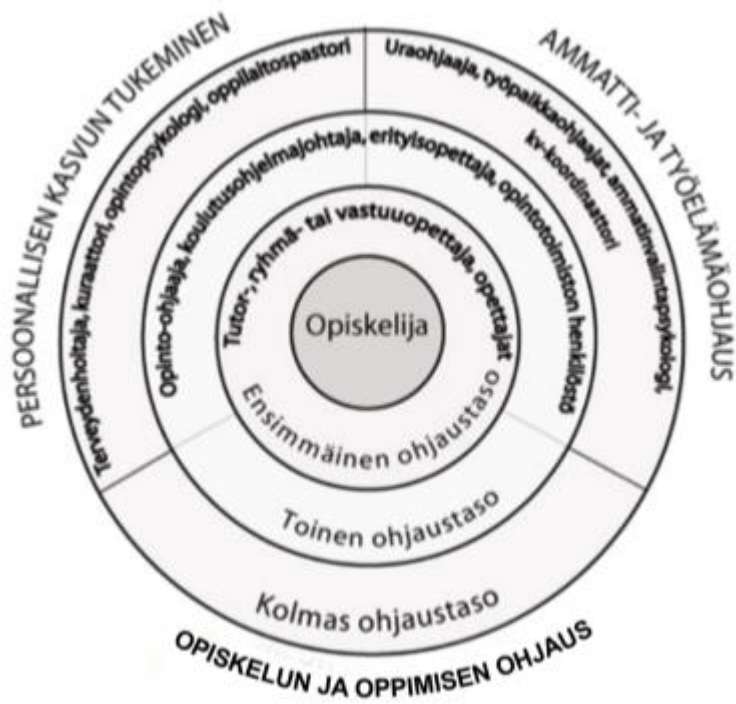 PERSOONALLISEN KASVUN TUKEMINEN
AMMATTI- JA TYÖELÄMÄOHJAUS
Terveydenhoitaja, kuraattori, opintopsykologi, oppilaitospastori
Uraohjaaja, työpaikkaohjaajat, ammatinvalintapsykologi,
kv-koordinaattori
Opinto-ohjaaja, koulutusohjelmajohtaja, erityisopettaja, opintotoimiston henkilöstö
Tutor-, ryhmä- tai vastuuopettaja, opettajat
Opiskelija
Ensimmäinen ohjaustaso
Toinen ohjaustaso
Kolmas ohjaustaso
OPISKELUN JA OPPIMISEN OHJAUS